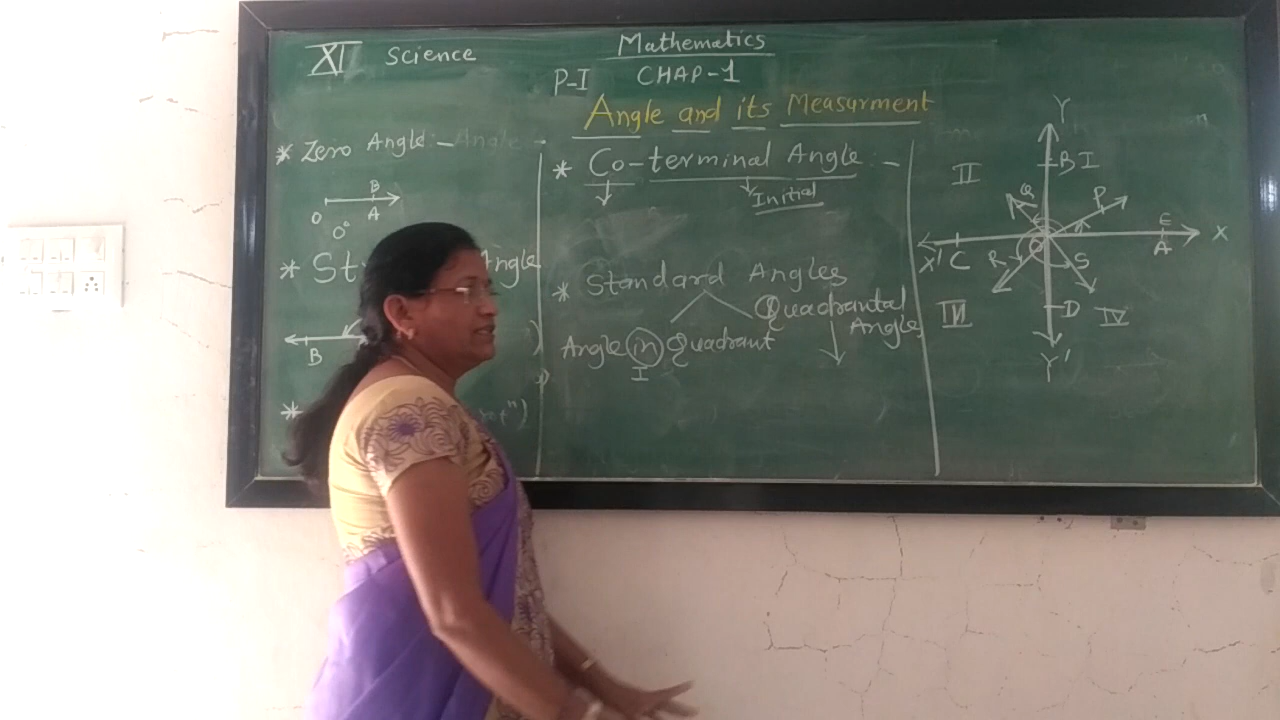 XI Science
Mathematics
P-I CHAP-1
Angle and its Measurment
* Zero Angle:-
B
O A
0°
* St
Angle
B
*
* Co-terminal Angle:-
Initial
* Standard Angles
Quadrantal
Angle
Angle in Quadrant
I
Y
B I
II
Q P
E
X' C O A X
R S
III D IV
Y'